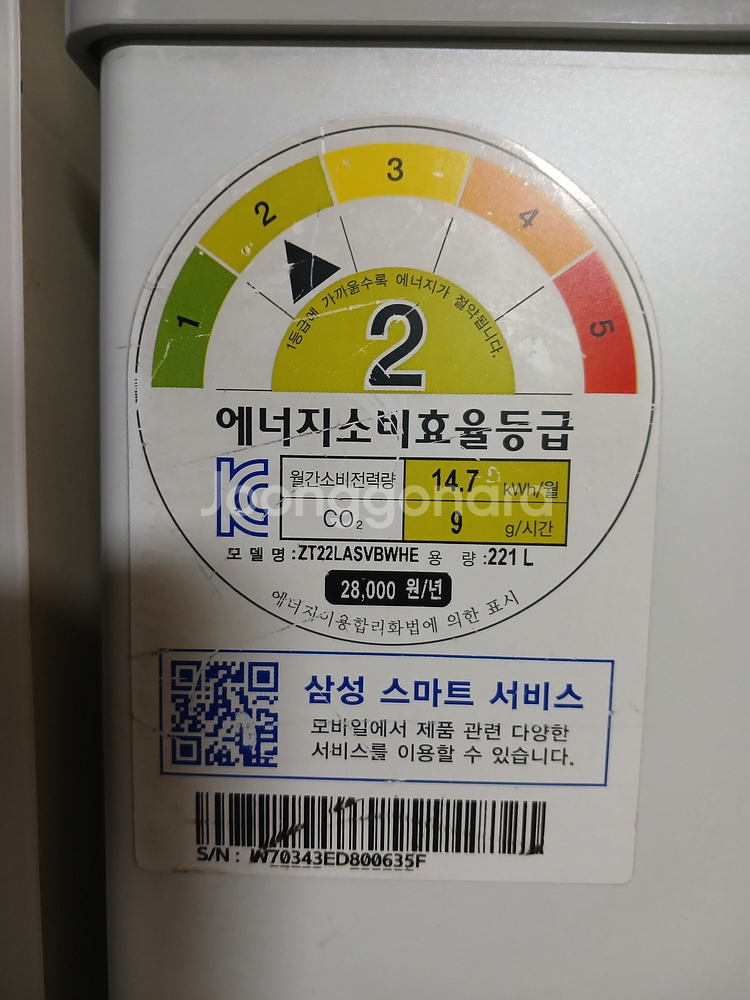 1 2 3 4 5
1등급에 가까울수록 에너지가 절약됩니다.
2
에너지소비효율등급
월간소비전력량 14.7 kWh/월
CO₂ 9 g/시간
모 델 명 : ZT22LASVBWHE 용 량 : 221 L
28,000 원/년
에너지이용합리화법에 의한 표시
Joonggonara
삼성 스마트 서비스
모바일에서 제품 관련 다양한
서비스를 이용할 수 있습니다.
S/N : W70343ED800635F